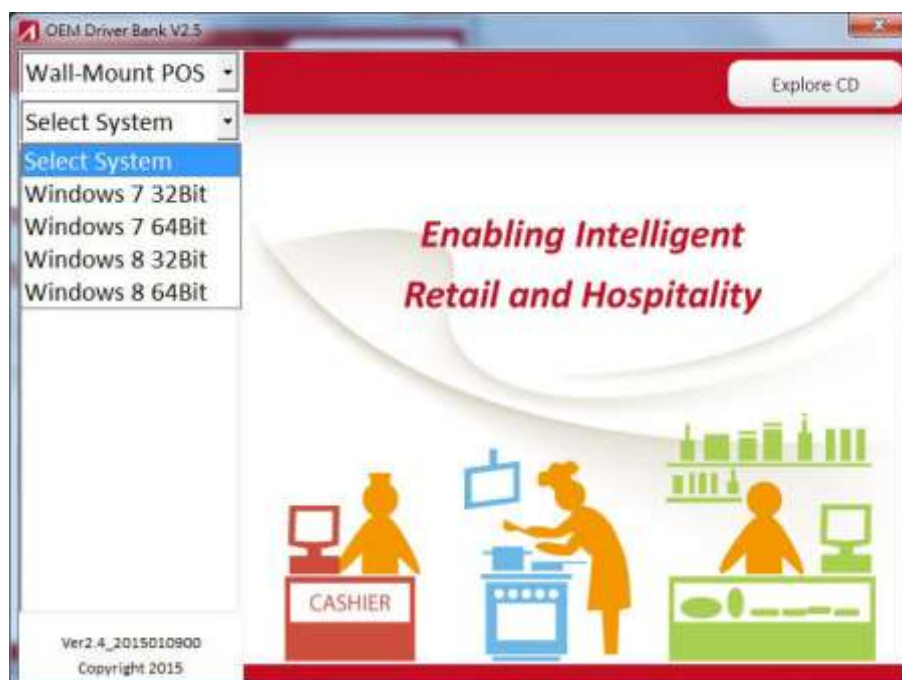 OEM Driver Bank V2.5
Wall-Mount POS
Explore CD
Select System
Select System
Windows 7 32Bit
Windows 7 64Bit
Windows 8 32Bit
Windows 8 64Bit
Enabling Intelligent
Retail and Hospitality
CASHIER
Ver2.4_2015010900
Copyright 2015